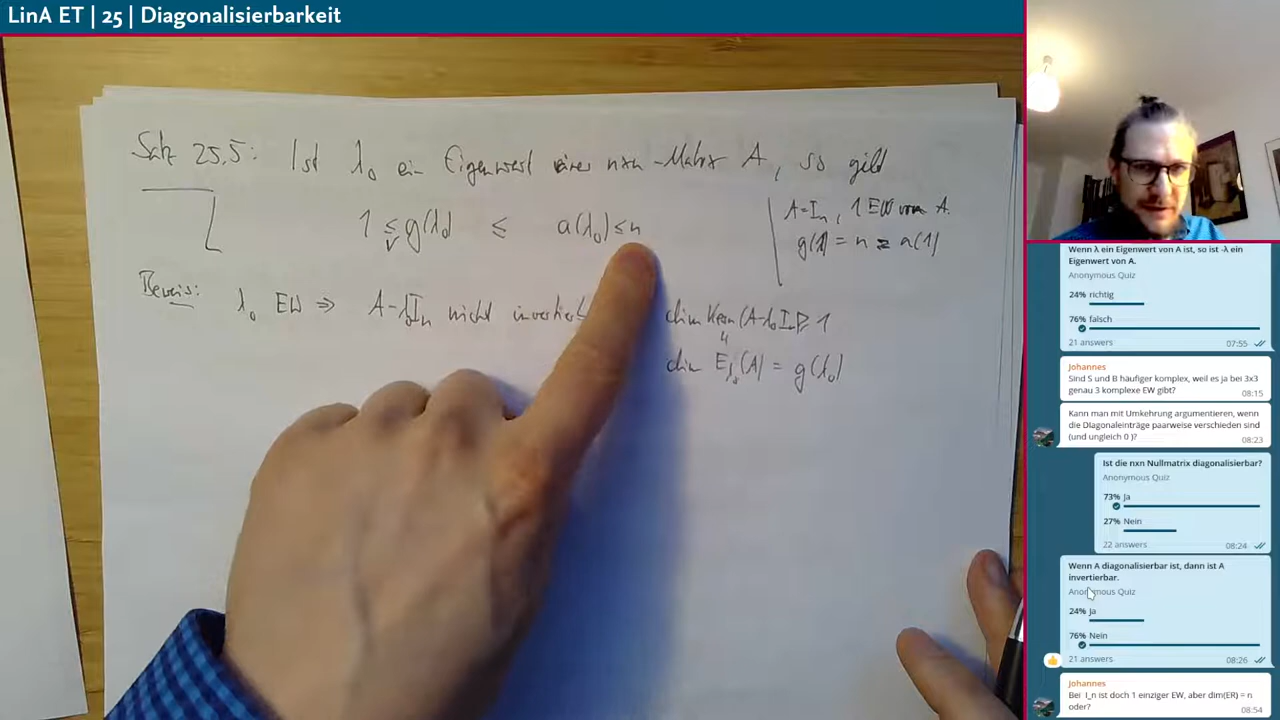 LinA ET | 25 | Diagonalisierbarkeit
Satz 25.5: Ist λ₀ ein Eigenwert einer nxn-Matrix A, so gilt
1 ≤ g(λ₀) ≤ a(λ₀) ≤ n
A=Iₙ, 1 EW von A.
g(1) = n = a(1)
Beweis: λ₀ EW ⇒ A-λ₀Iₙ nicht
dim Kern(A-λ₀Iₙ) ≥ 1
dim E_λ₀(A) = g(λ₀)
Wenn λ ein Eigenwert von A ist, so ist -λ ein
Eigenwert von A.
Anonymous Quiz
24% richtig
76% falsch
21 answers 07:55
Johannes
Sind S und B häufiger komplex, weil es ja bei 3x3
genau 3 komplexe EW gibt?
08:15
Kann man mit Umkehrung argumentieren, wenn
die DIagonaleinträge paarweise verschieden sind
(und ungleich 0 )?
08:23
Ist die nxn Nullmatrix diagonalisierbar?
Anonymous Quiz
73% Ja
27% Nein
22 answers 08:24
Wenn A diagonalisierbar ist, dann ist A
invertierbar.
Anonymous Quiz
24% Ja
76% Nein
21 answers 08:26
Johannes
Bei I_n ist doch 1 einziger EW, aber dim(ER) = n
oder?
08:54